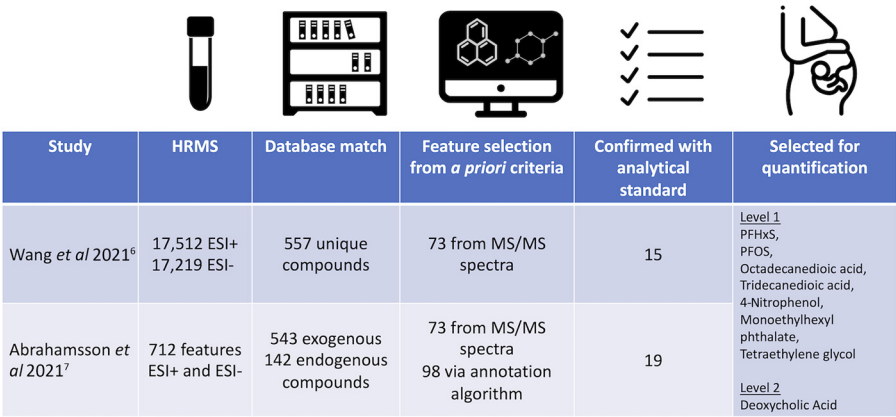 Study
HRMS
Database match
Feature selection
from a priori criteria
Confirmed with
analytical
standard
Selected for
quantification
Wang et al 2021⁶
17,512 ESI+
17,219 ESI-
557 unique
compounds
73 from MS/MS
spectra
15
Abrahamsson et
al 2021⁷
712 features
ESI+ and ESI-
543 exogenous
142 endogenous
compounds
73 from MS/MS
spectra
98 via annotation
algorithm
19
Level 1
PFHxS,
PFOS,
Octadecanedioic acid,
Tridecanedioic acid,
4-Nitrophenol,
Monoethylhexyl
phthalate,
Tetraethylene glycol
Level 2
Deoxycholic Acid